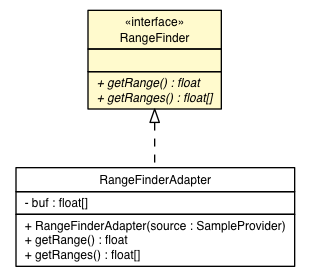 «interface»
RangeFinder
+ getRange() : float
+ getRanges() : float[]
RangeFinderAdapter
- buf : float[]
+ RangeFinderAdapter(source : SampleProvider)
+ getRange() : float
+ getRanges() : float[]